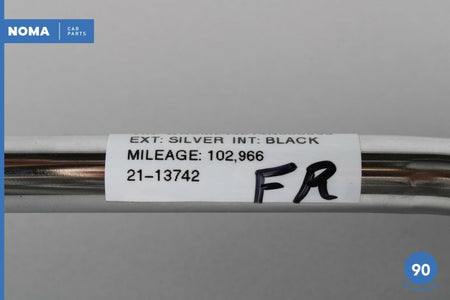 NOMA CAR PARTS
EXT: SILVER INT: BLACK
MILEAGE: 102,966
21-13742
FR
90